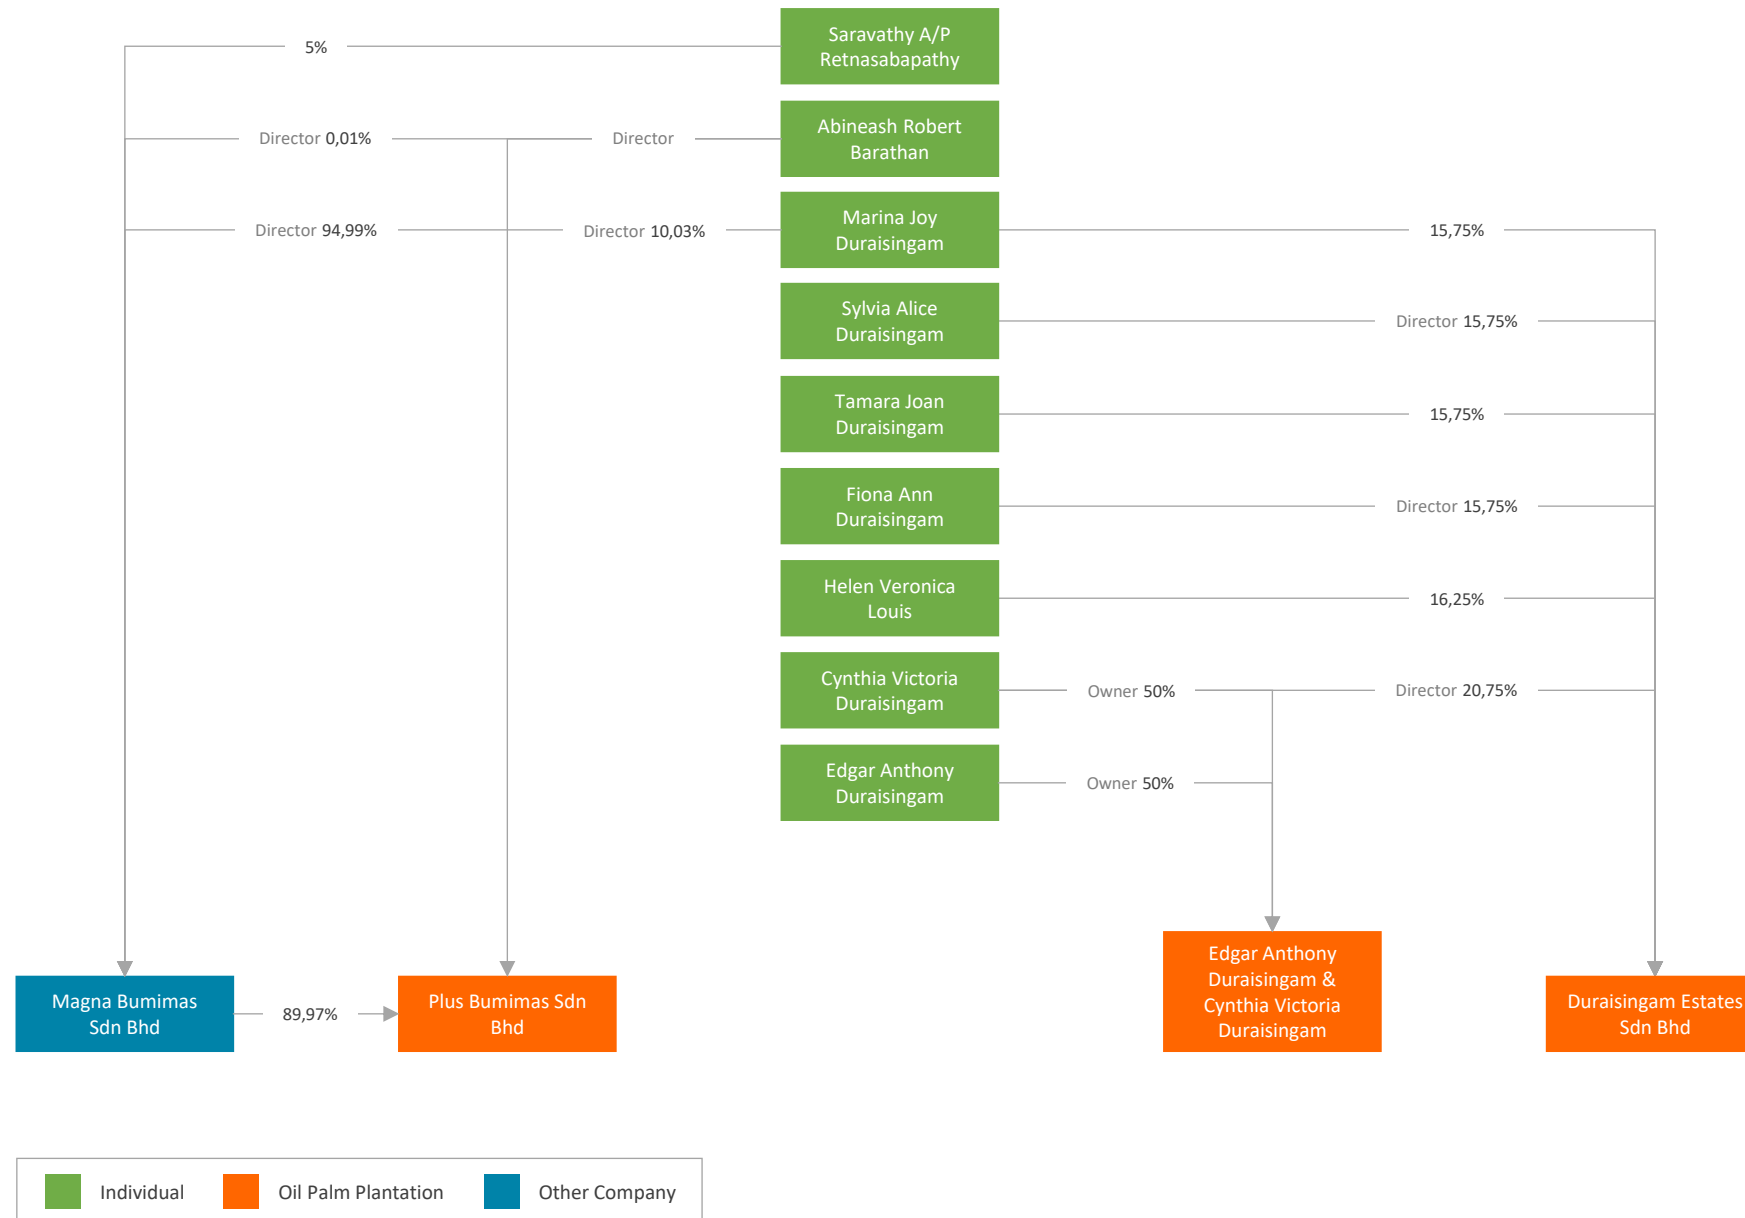 Saravathy A/P
Retnasabapathy
5%
Abineash Robert
Barathan
Director 0,01%
Director
Marina Joy
Duraisingam
Director 94,99%
Director 10,03%
15,75%
Sylvia Alice
Duraisingam
Director 15,75%
Tamara Joan
Duraisingam
15,75%
Fiona Ann
Duraisingam
Director 15,75%
Helen Veronica
Louis
16,25%
Cynthia Victoria
Duraisingam
Owner 50%
Director 20,75%
Edgar Anthony
Duraisingam
Owner 50%
Magna Bumimas
Sdn Bhd
89,97%
Plus Bumimas Sdn
Bhd
Edgar Anthony
Duraisingam &
Cynthia Victoria
Duraisingam
Duraisingam Estates
Sdn Bhd
Individual
Oil Palm Plantation
Other Company